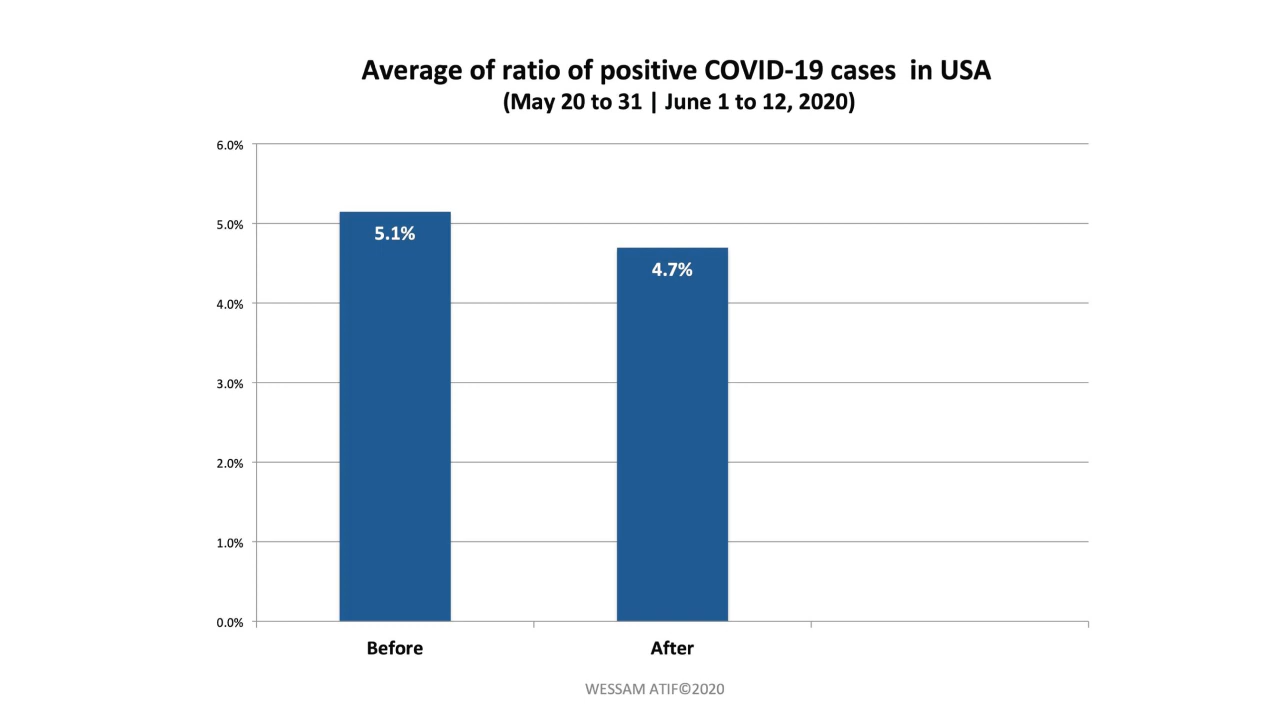 Average of ratio of positive COVID-19 cases  in USA
(May 20 to 31 | June 1 to 12, 2020)
6.0%
5.0%
4.0%
3.0%
2.0%
1.0%
0.0%
5.1%
4.7%
Before
After
WESSAM ATIF©2020